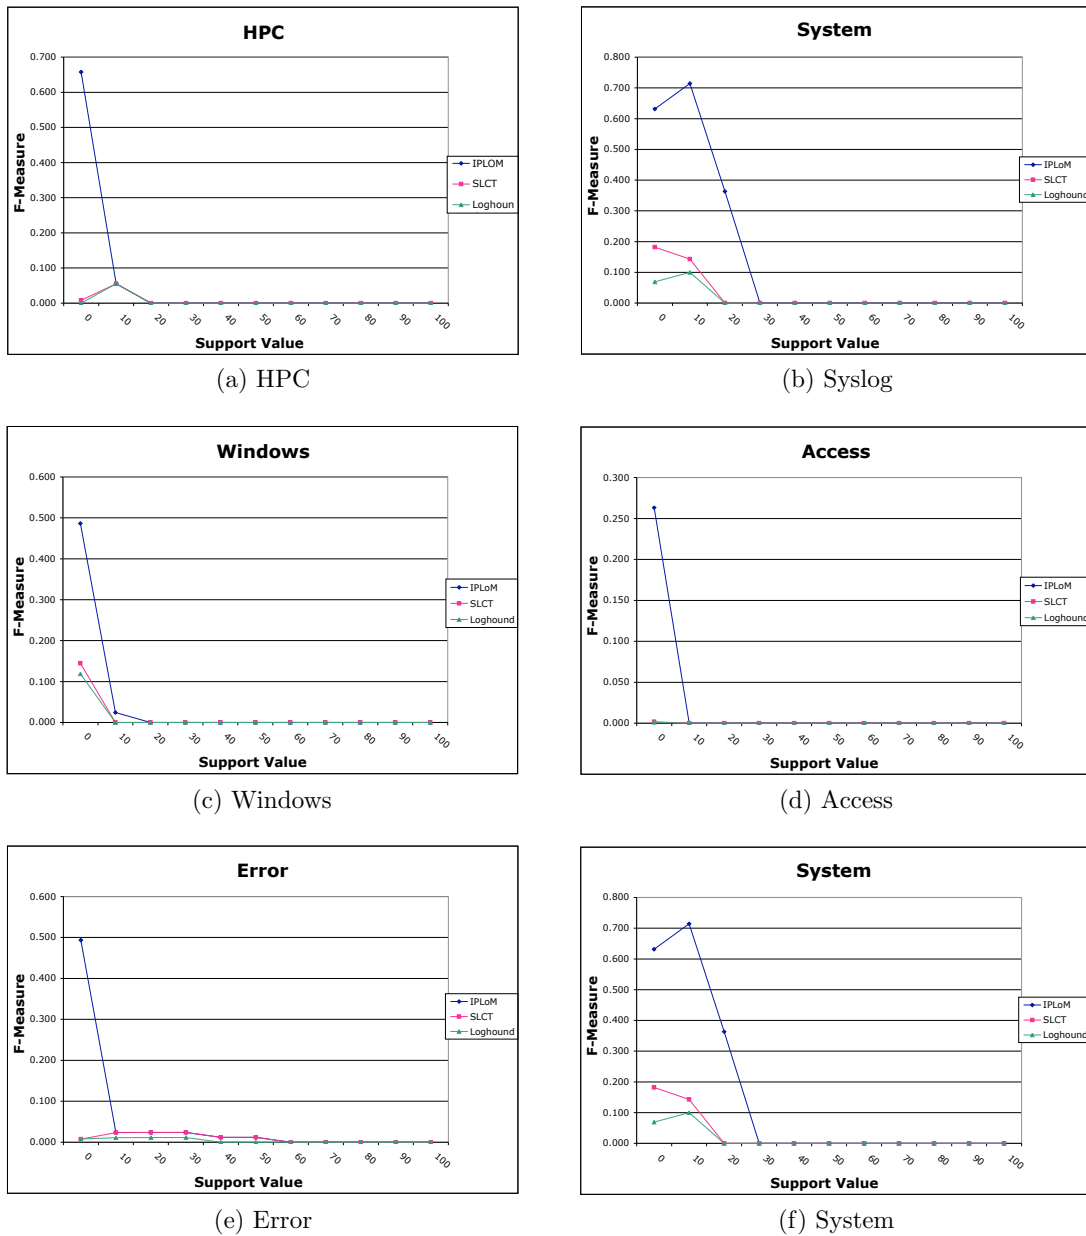 HPC
0.700
0.600
0.500
0.400
0.300
0.200
0.100
0.000
F-Measure
0 10 20 30 40 50 60 70 80 90 100
Support Value
IPLOM
SLCT
Loghoun
(a) HPC
System
0.800
0.700
0.600
0.500
0.400
0.300
0.200
0.100
0.000
F-Measure
0 10 20 30 40 50 60 70 80 90 100
Support Value
IPLoM
SLCT
Loghound
(b) Syslog
Windows
0.600
0.500
0.400
0.300
0.200
0.100
0.000
F-Measure
0 10 20 30 40 50 60 70 80 90 100
Support Value
IPLoM
SLCT
Loghound
(c) Windows
Access
0.300
0.250
0.200
0.150
0.100
0.050
0.000
F-Measure
0 10 20 30 40 50 60 70 80 90 100
Support Value
IPLoM
SLCT
Loghound
(d) Access
Error
0.600
0.500
0.400
0.300
0.200
0.100
0.000
F-Measure
0 10 20 30 40 50 60 70 80 90 100
Support Value
IPLoM
SLCT
Loghound
(e) Error
System
0.800
0.700
0.600
0.500
0.400
0.300
0.200
0.100
0.000
F-Measure
0 10 20 30 40 50 60 70 80 90 100
Support Value
IPLoM
SLCT
Loghound
(f) System